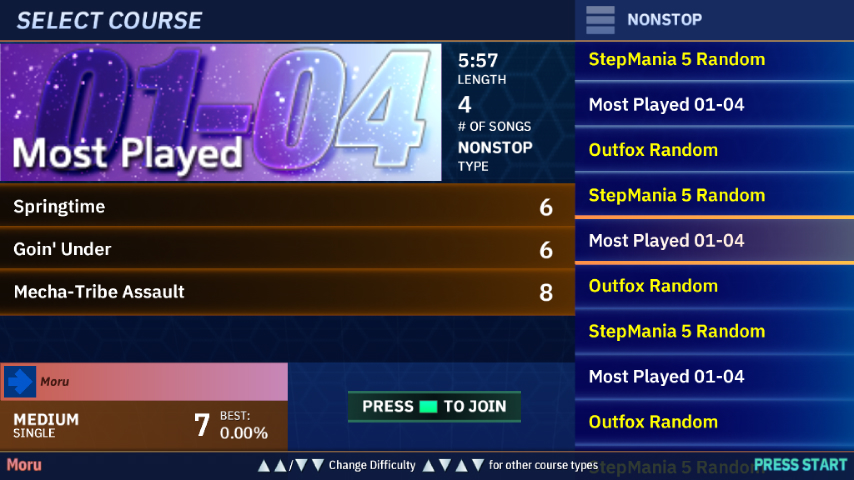 SELECT COURSE
01-04
Most Played
5:57
LENGTH
4
# OF SONGS
NONSTOP
TYPE
Springtime 6
Goin' Under 6
Mecha-Tribe Assault 8
Moru
MEDIUM
SINGLE
7
BEST:
0.00%
PRESS TO JOIN
NONSTOP
StepMania 5 Random
Most Played 01-04
Outfox Random
StepMania 5 Random
Most Played 01-04
Outfox Random
StepMania 5 Random
Most Played 01-04
Outfox Random
StepMania 5 Random
Moru
▲▲/▼▼ Change Difficulty ▲▼▲▼ for other course types
PRESS START